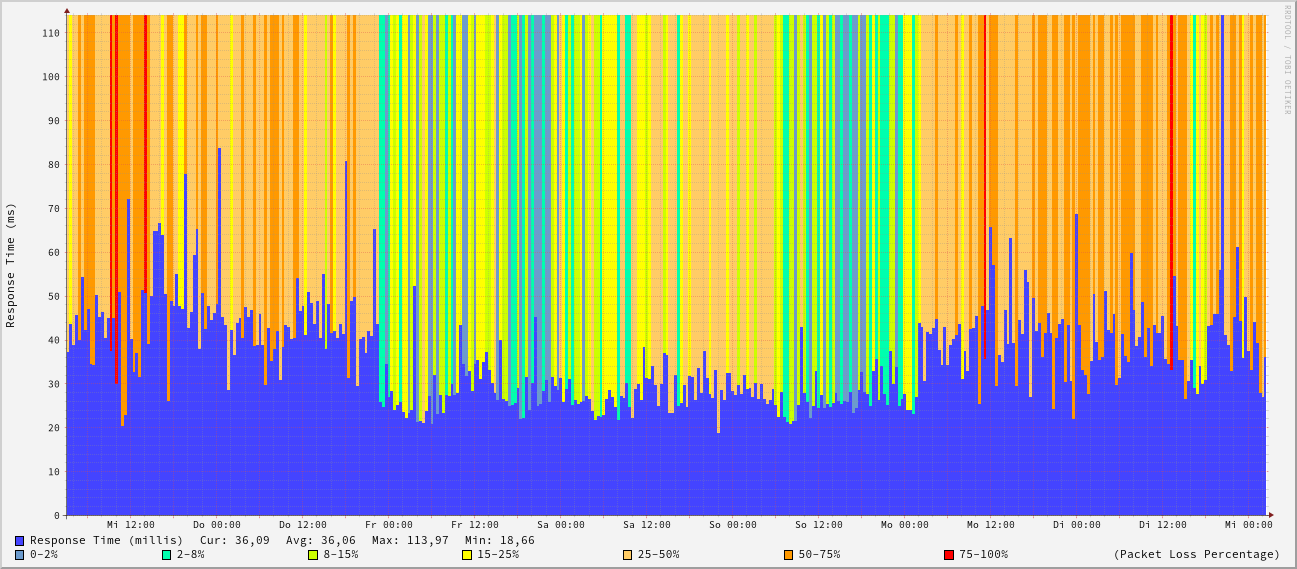 RRDTOOL / TOBI OETIKER
Response Time (ms)
110
100
90
80
70
60
50
40
30
20
10
0
Mi 12:00 Do 00:00 Do 12:00 Fr 00:00 Fr 12:00 Sa 00:00 Sa 12:00 So 00:00 So 12:00 Mo 00:00 Mo 12:00 Di 00:00 Di 12:00 Mi 00:00
Response Time (millis) Cur: 36,09 Avg: 36,06 Max: 113,97 Min: 18,66
0-2% 2-8% 8-15% 15-25% 25-50% 50-75% 75-100% (Packet Loss Percentage)